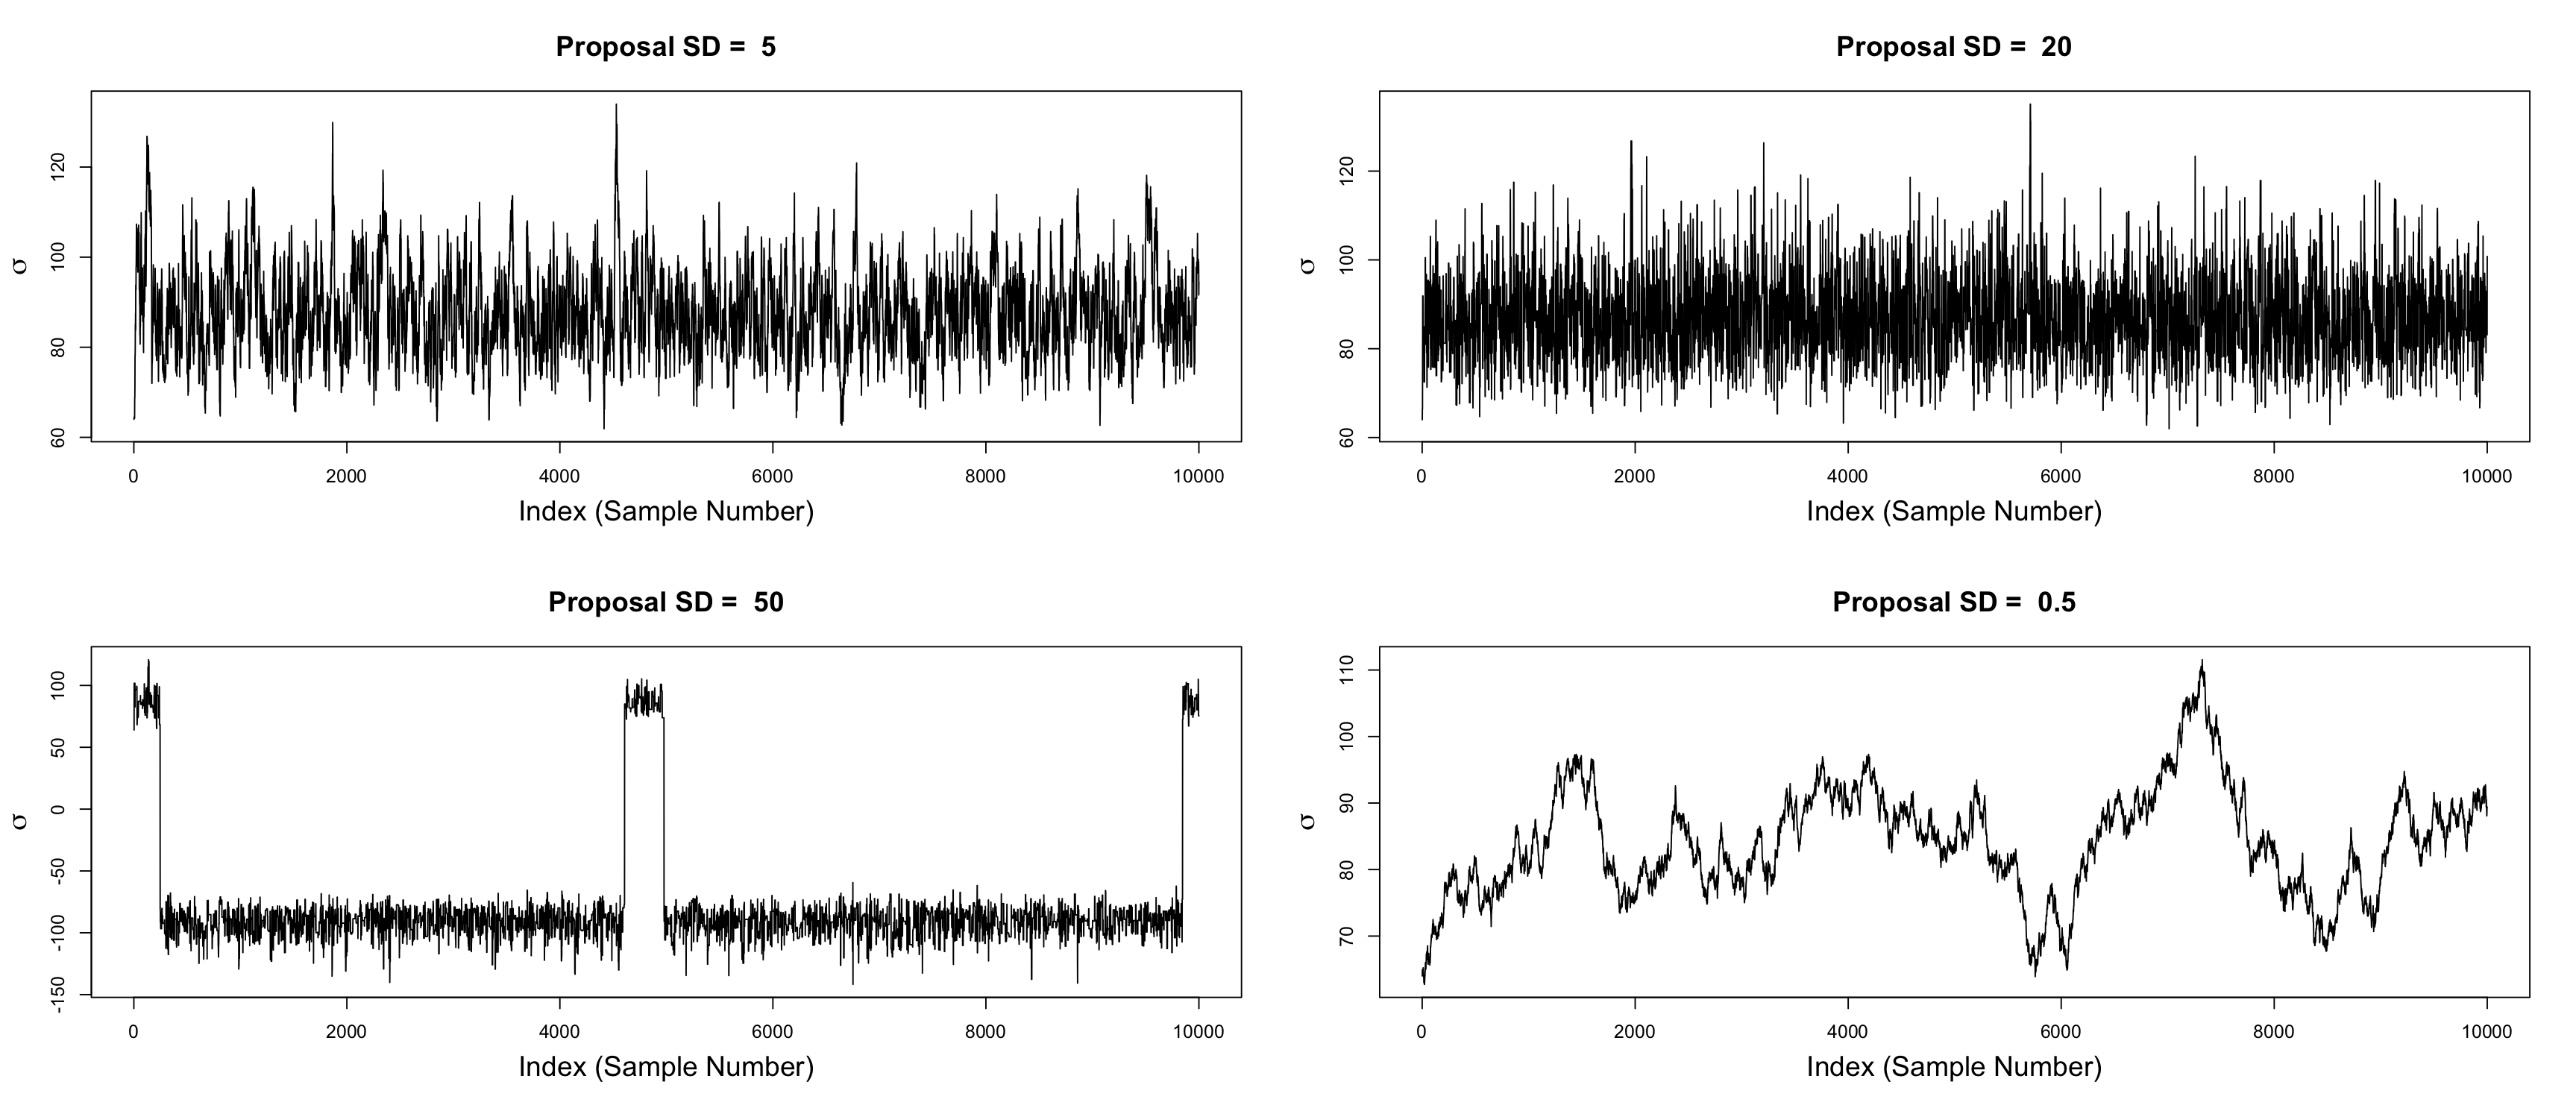 Proposal SD = 5
σ
120
100
80
60
0 2000 4000 6000 8000 10000
Index (Sample Number)
Proposal SD = 20
σ
120
100
80
60
0 2000 4000 6000 8000 10000
Index (Sample Number)
Proposal SD = 50
σ
100
50
0
-50
-100
-150
0 2000 4000 6000 8000 10000
Index (Sample Number)
Proposal SD = 0.5
σ
110
100
90
80
70
0 2000 4000 6000 8000 10000
Index (Sample Number)